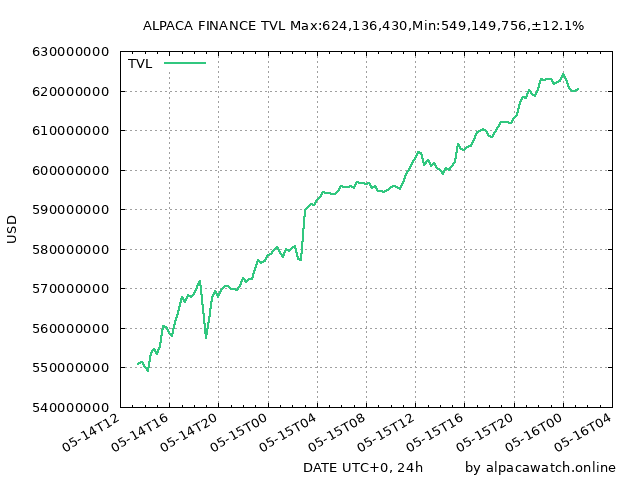 ALPACA FINANCE TVL Max:624,136,430,Min:549,149,756,±12.1%
630000000
TVL
620000000
610000000
600000000
590000000
USD
580000000
570000000
560000000
550000000
540000000
05-14T12
05-14T16
05-14T20
05-15T00
05-15T04
05-15T08
05-15T12
05-15T16
05-15T20
05-16T00
05-16T04
DATE UTC+0, 24h
by alpacawatch.online